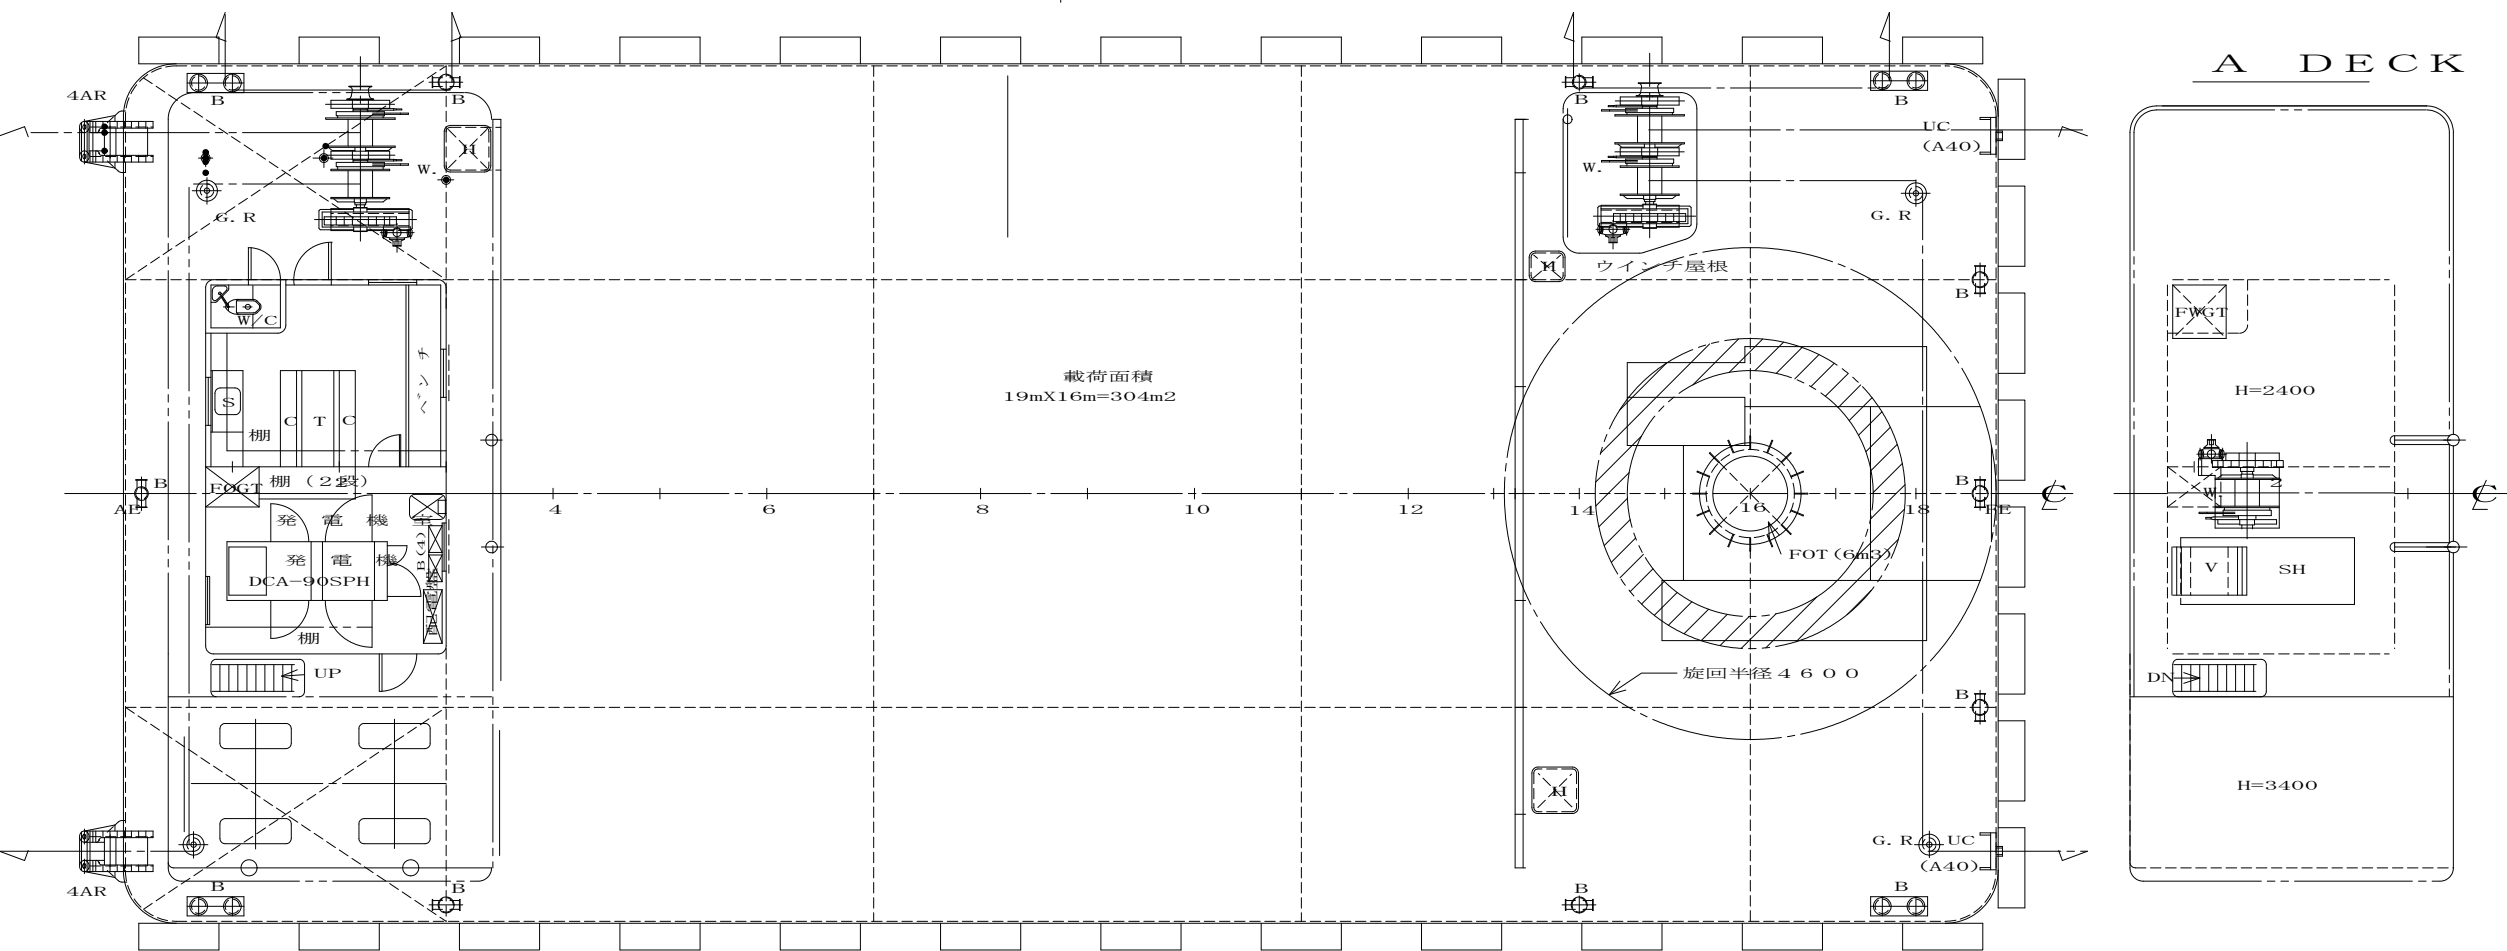 A DECK
4AR
B
B
B
B
UC
(A40)
H
W.
W.
G. R
G. R
ウインチ屋根
H
B
W/C
FWGT
ベンチ
載荷面積
19mX16m=304m2
H=2400
S
C
T
C
棚
棚（2段）
FOGT
B
AE
4
6
8
10
12
14
16
18
FE
B
C
W.
2
C
発 電 機 室
発 電 機
DCA-90SPH
B(4)
FOT(6m3)
V
SH
棚
UP
旋回半径４６００
DN
B
H
H=3400
G. R
UC
(A40)
4AR
B
B
B
B